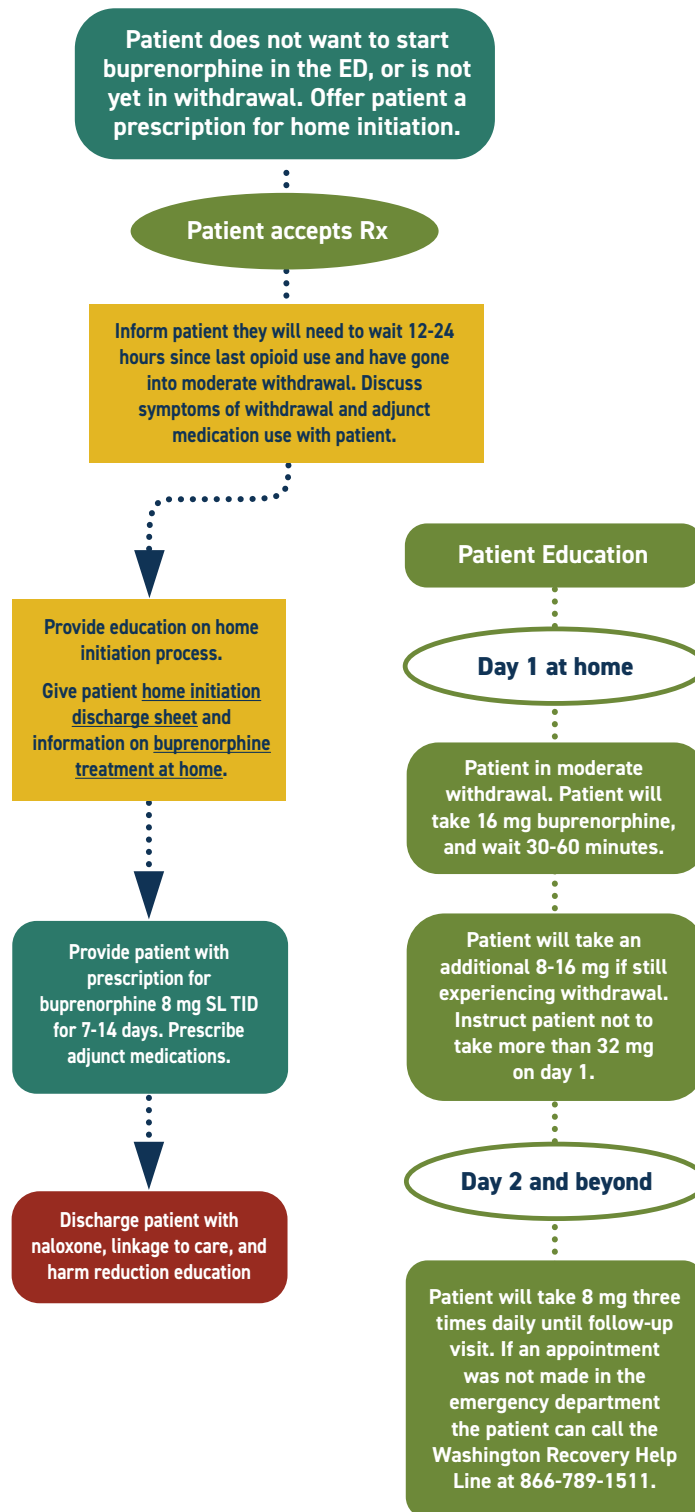 Patient does not want to start
buprenorphine in the ED, or is not
yet in withdrawal. Offer patient a
prescription for home initiation.
Patient accepts Rx
Inform patient they will need to wait 12-24
hours since last opioid use and have gone
into moderate withdrawal. Discuss
symptoms of withdrawal and adjunct
medication use with patient.
Provide education on home
initiation process.
Give patient home initiation
discharge sheet and
information on buprenorphine
treatment at home.
Provide patient with
prescription for
buprenorphine 8 mg SL TID
for 7-14 days. Prescribe
adjunct medications.
Discharge patient with
naloxone, linkage to care, and
harm reduction education
Patient Education
Day 1 at home
Patient in moderate
withdrawal. Patient will
take 16 mg buprenorphine,
and wait 30-60 minutes.
Patient will take an
additional 8-16 mg if still
experiencing withdrawal.
Instruct patient not to
take more than 32 mg
on day 1.
Day 2 and beyond
Patient will take 8 mg three
times daily until follow-up
visit. If an appointment
was not made in the
emergency department
the patient can call the
Washington Recovery Help
Line at 866-789-1511.